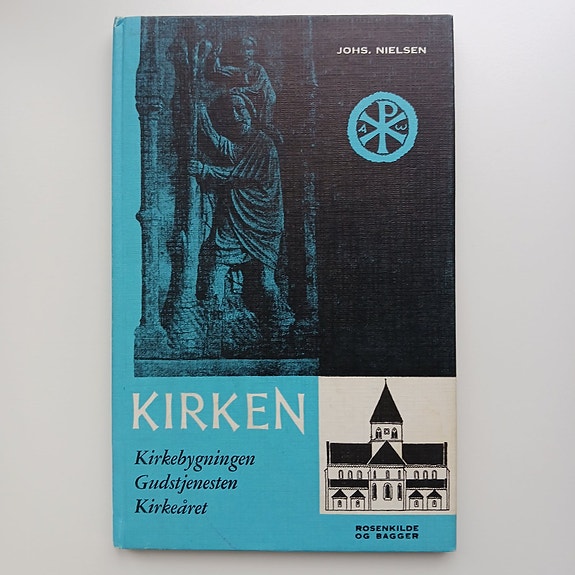 JOHS. NIELSEN
A P ω
KIRKEN
Kirkebygningen
Gudstjenesten
Kirkeåret
ROSENKILDE
OG BAGGER